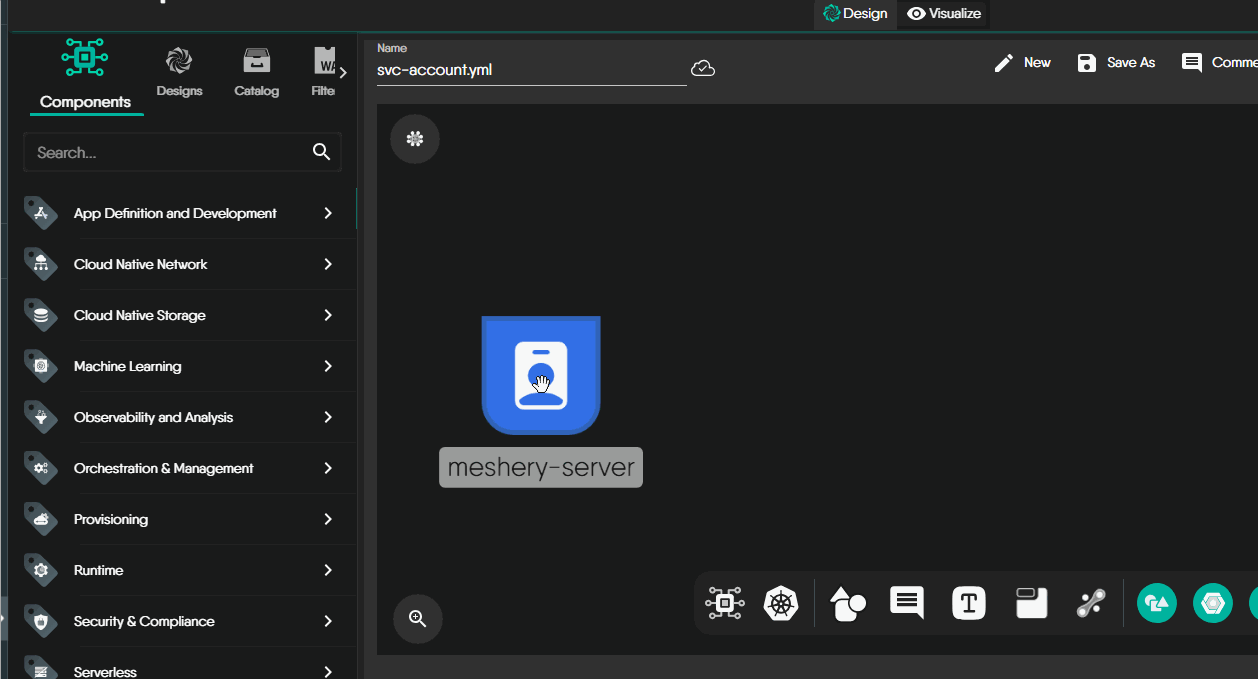 Design
Visualize
Components
Designs
Catalog
Filte
Name
svc-account.yml
New
Save As
Comme
Search...
App Definition and Development
Cloud Native Network
Cloud Native Storage
Machine Learning
Observability and Analysis
Orchestration & Management
Provisioning
Runtime
Security & Compliance
Serverless
meshery-server
T